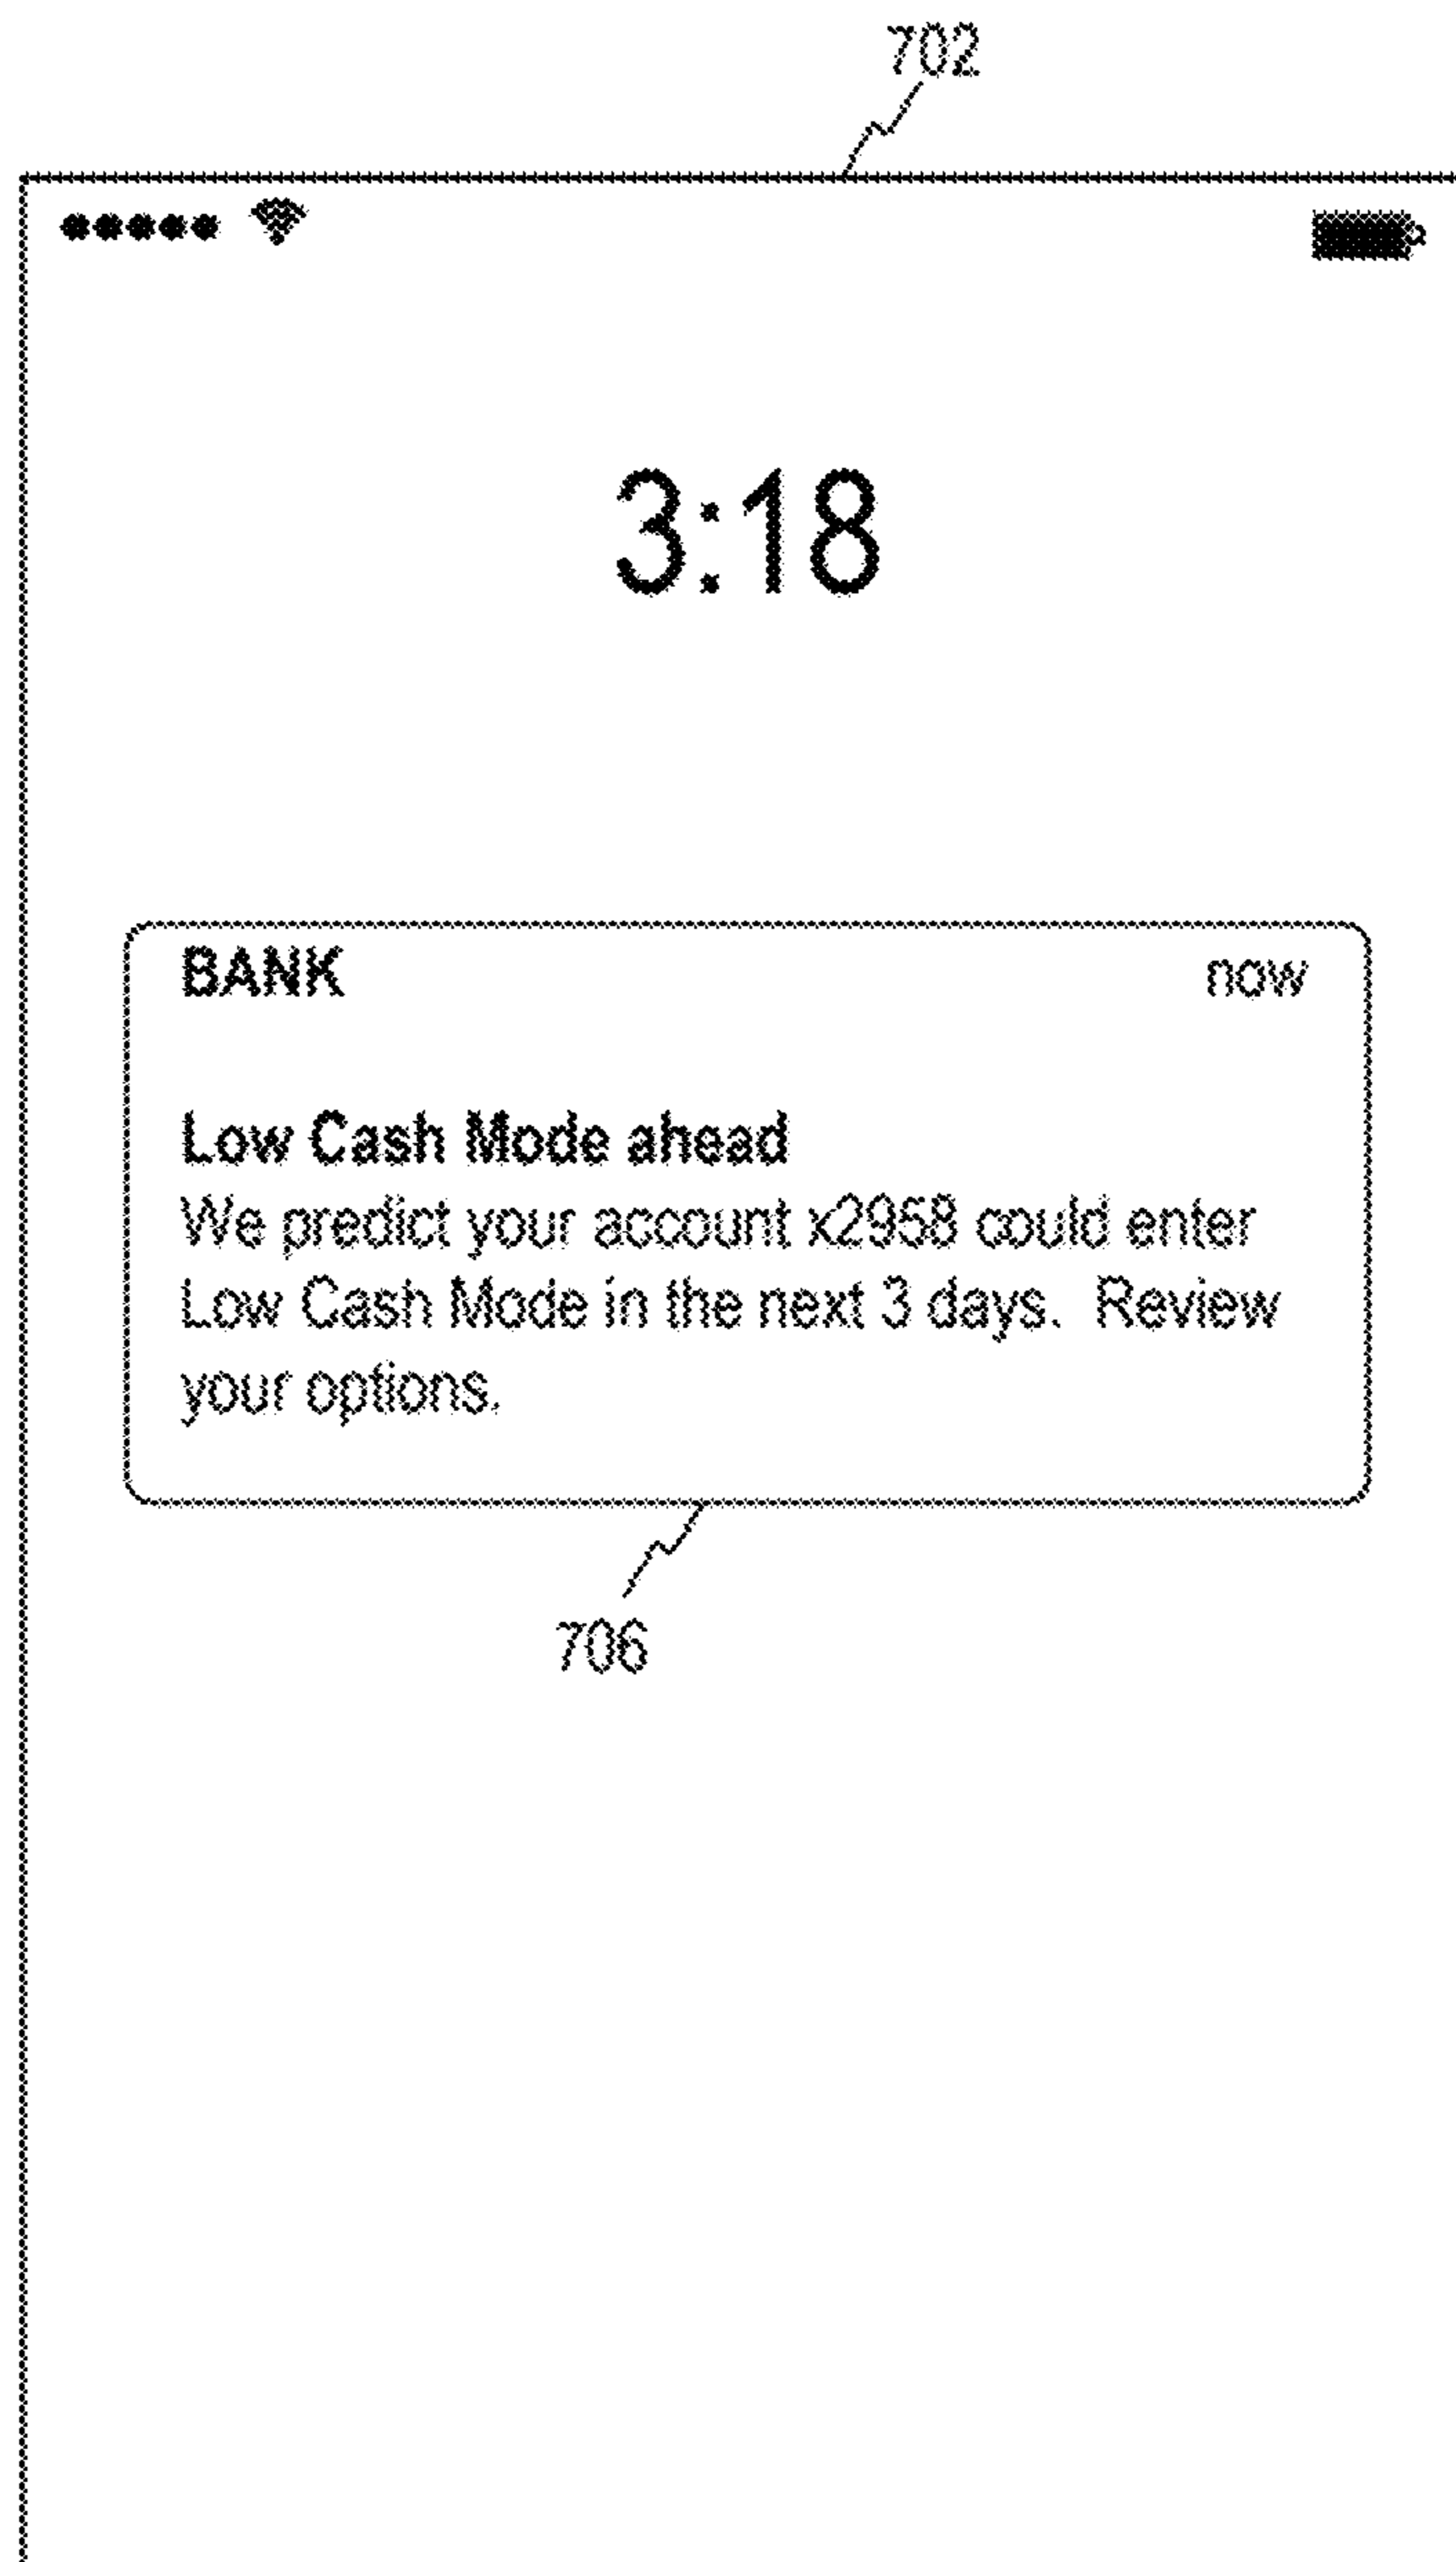 702
3:18
BANK now
Low Cash Mode ahead
We predict your account x2958 could enter
Low Cash Mode in the next 3 days. Review
your options.
706